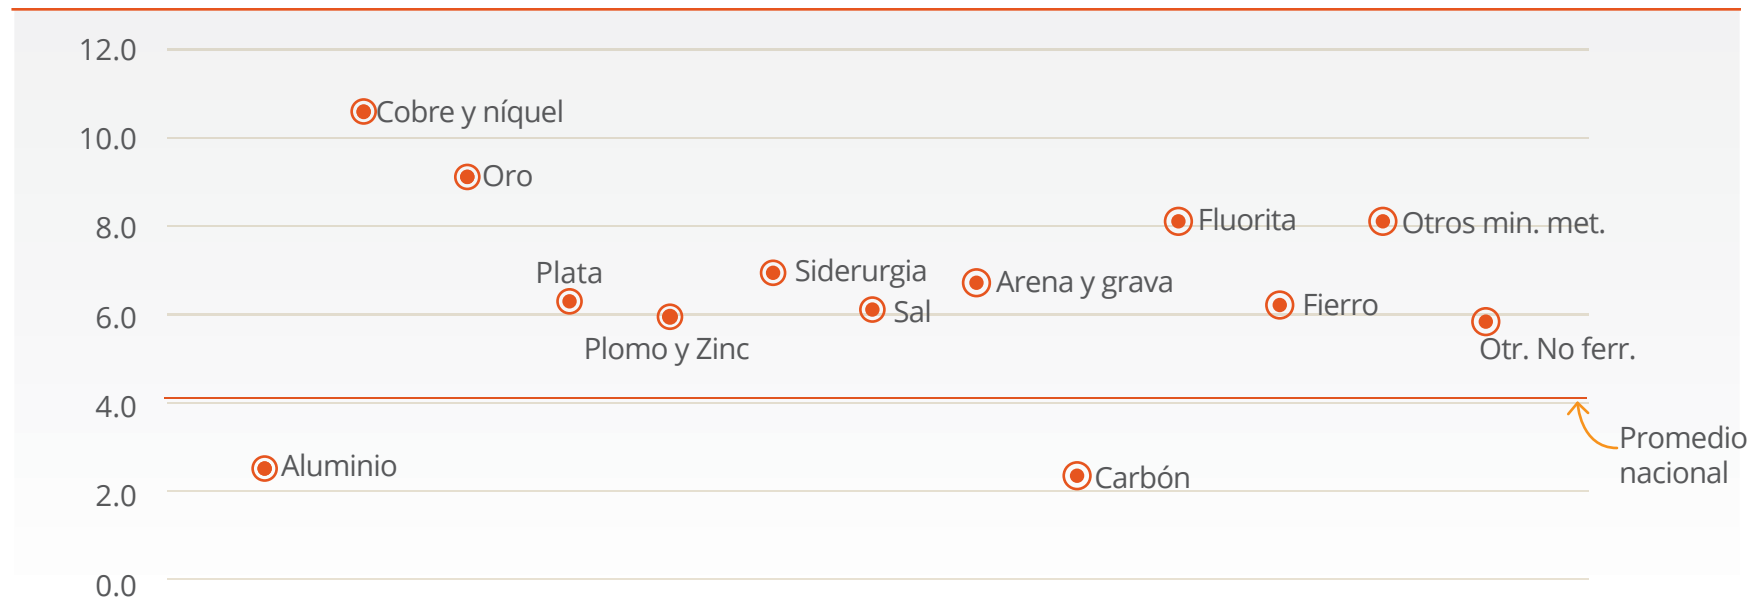 12.0
Cobre y níquel
10.0
Oro
8.0
Fluorita
Otros min. met.
Plata
Siderurgia
Arena y grava
6.0
Sal
Fierro
Plomo y Zinc
Otr. No ferr.
4.0
Promedio
nacional
Aluminio
Carbón
2.0
0.0